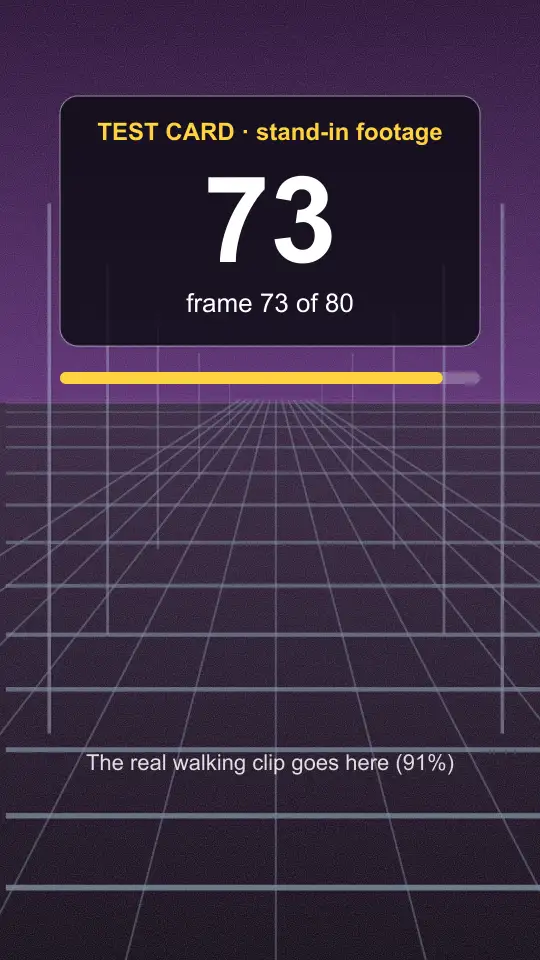 TEST CARD · stand-in footage
73
frame 73 of 80
The real walking clip goes here (91%)